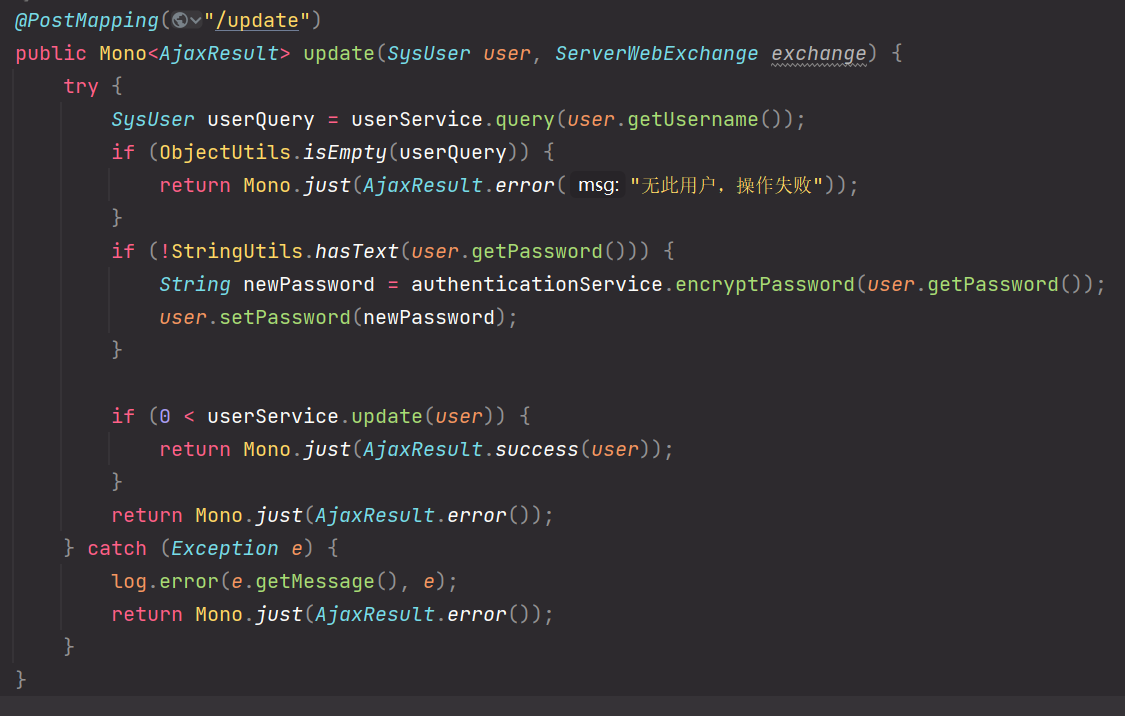 @PostMapping("/update")
public Mono<AjaxResult> update(SysUser user, ServerWebExchange exchange) {
    try {
        SysUser userQuery = userService.query(user.getUsername());
        if (ObjectUtils.isEmpty(userQuery)) {
            return Mono.just(AjaxResult.error( msg: "无此用户，操作失败"));
        }
        if (!StringUtils.hasText(user.getPassword())) {
            String newPassword = authenticationService.encryptPassword(user.getPassword());
            user.setPassword(newPassword);
        }

        if (0 < userService.update(user)) {
            return Mono.just(AjaxResult.success(user));
        }
        return Mono.just(AjaxResult.error());
    } catch (Exception e) {
        log.error(e.getMessage(), e);
        return Mono.just(AjaxResult.error());
    }
}